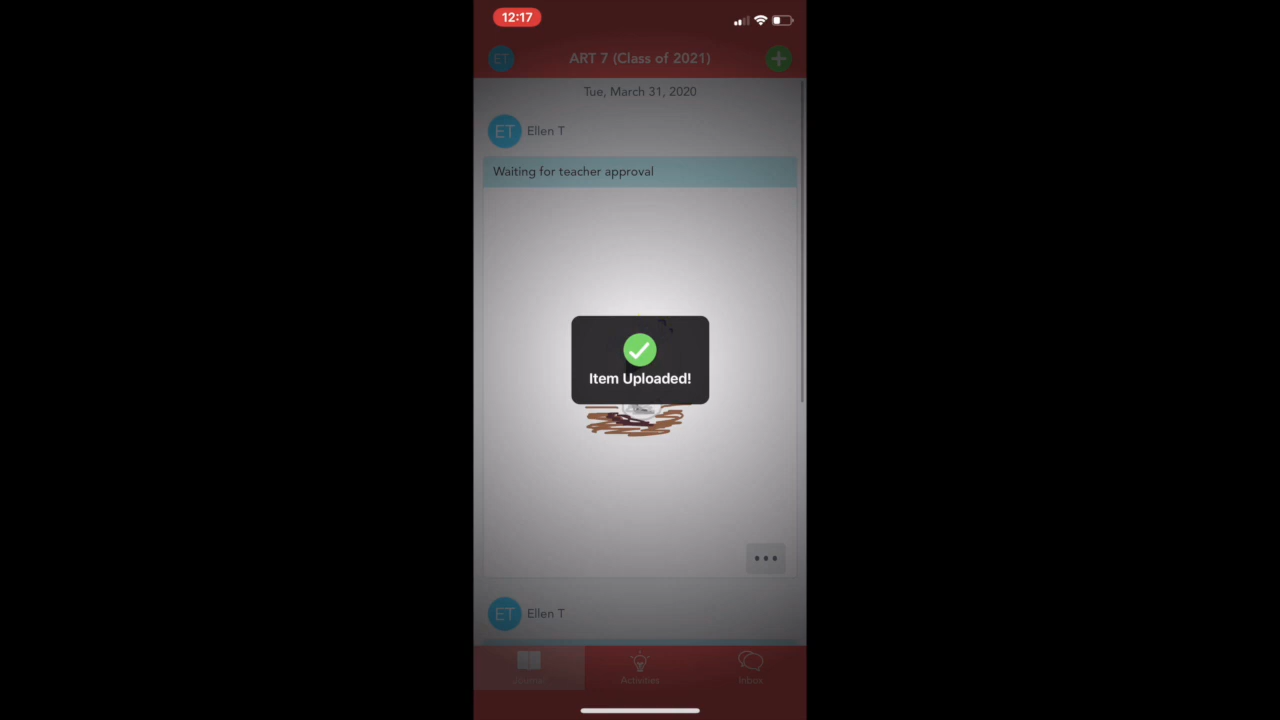 12:17
ET
ART 7 (Class of 2021)
Tue, March 31, 2020
ET
Ellen T
Waiting for teacher approval
Item Uploaded!
ET
Ellen T
Journal
Activities
Inbox